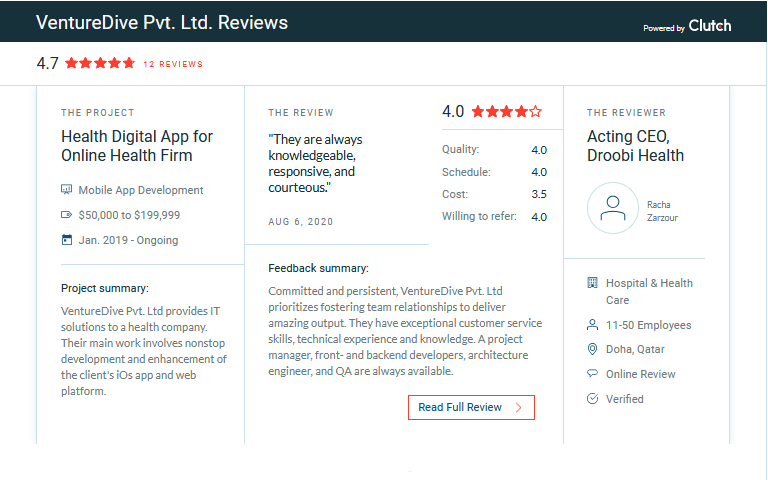 VentureDive Pvt. Ltd. Reviews
Powered by Clutch
4.7 12 REVIEWS
THE PROJECT
Health Digital App for
Online Health Firm
Mobile App Development
$50,000 to $199,999
Jan. 2019 - Ongoing
Project summary:
VentureDive Pvt. Ltd provides IT
solutions to a health company.
Their main work involves nonstop
development and enhancement of
the client's iOs app and web
platform.
THE REVIEW
"They are always
knowledgeable,
responsive, and
courteous."
AUG 6, 2020
4.0
Quality: 4.0
Schedule: 4.0
Cost: 3.5
Willing to refer: 4.0
Feedback summary:
Committed and persistent, VentureDive Pvt. Ltd
prioritizes fostering team relationships to deliver
amazing output. They have exceptional customer service
skills, technical experience and knowledge. A project
manager, front- and backend developers, architecture
engineer, and QA are always available.
Read Full Review
THE REVIEWER
Acting CEO,
Droobi Health
Racha
Zarzour
Hospital & Health
Care
11-50 Employees
Doha, Qatar
Online Review
Verified